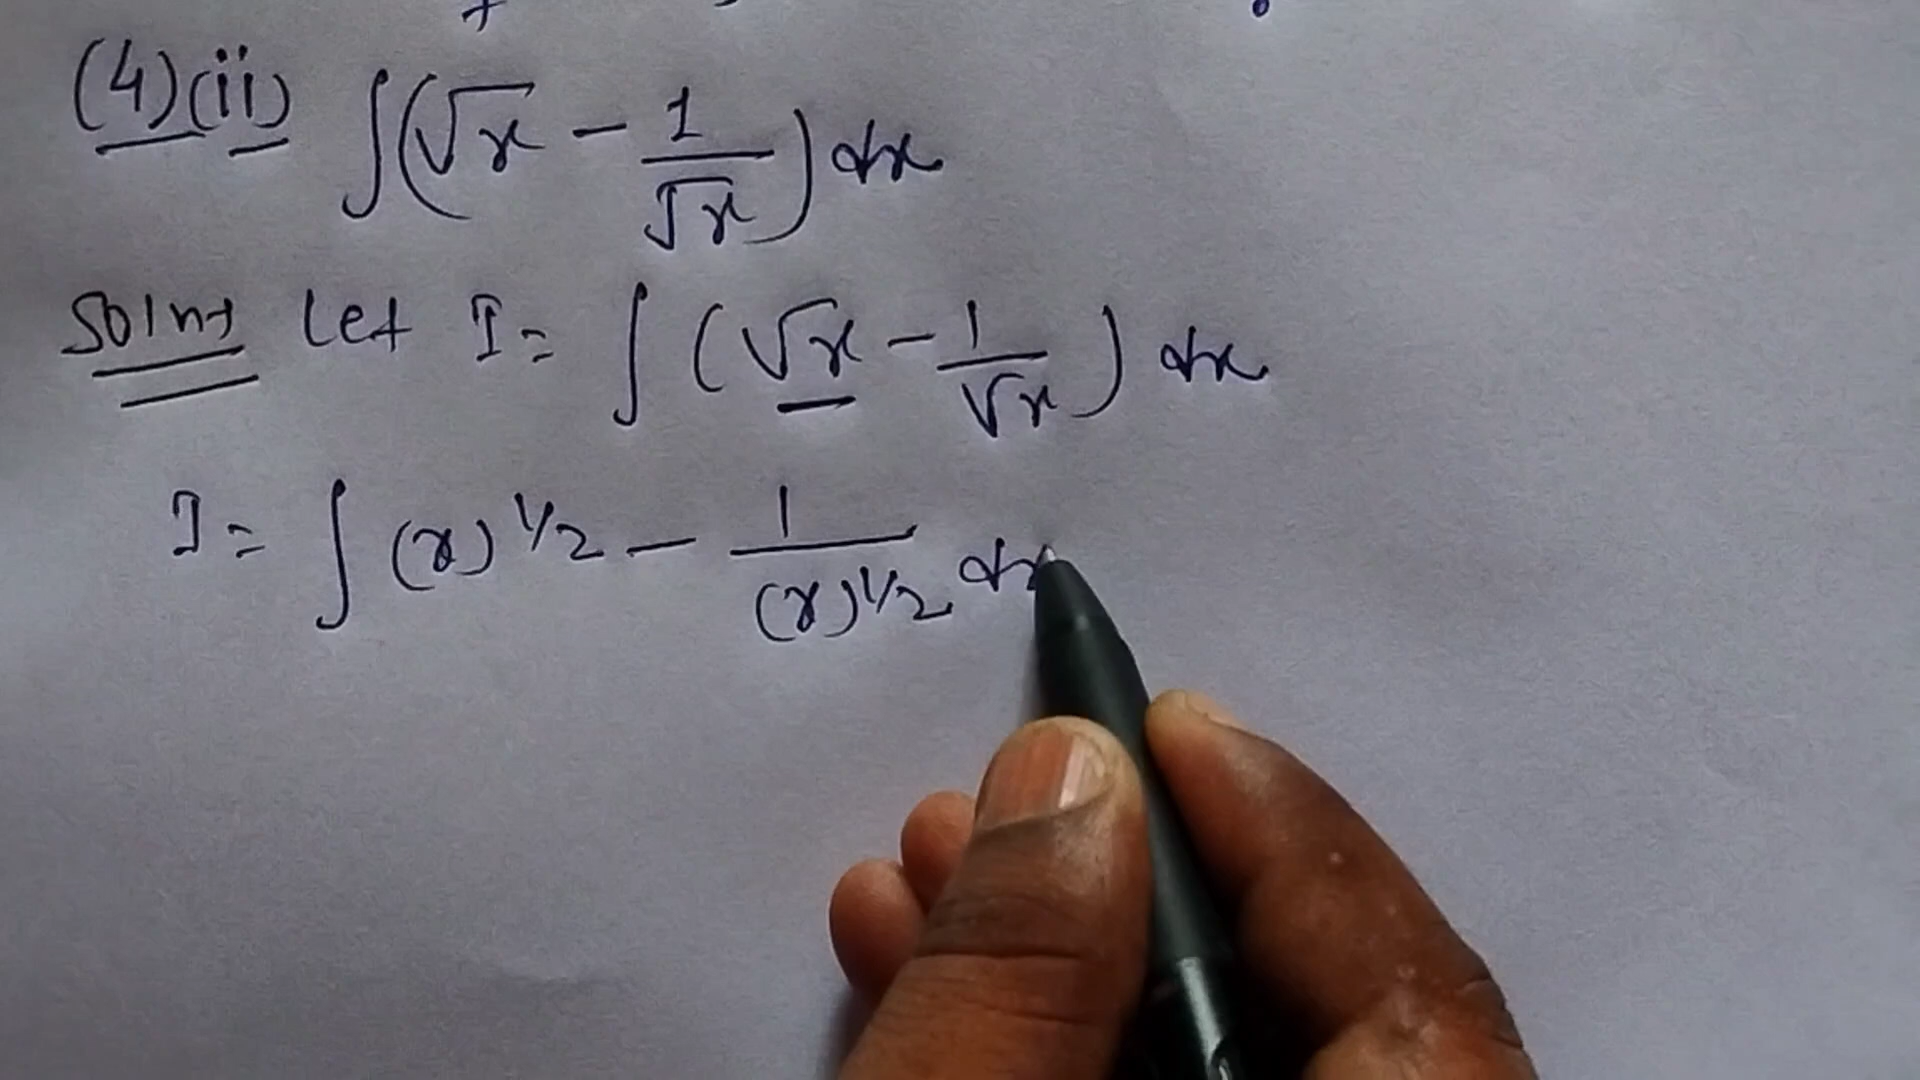 (4)(ii) ∫(√x - 1/√x) dx
Soln→ Let I = ∫ (√x - 1/√x) dx
I = ∫ (x)^1/2 - 1/(x)^1/2 dx